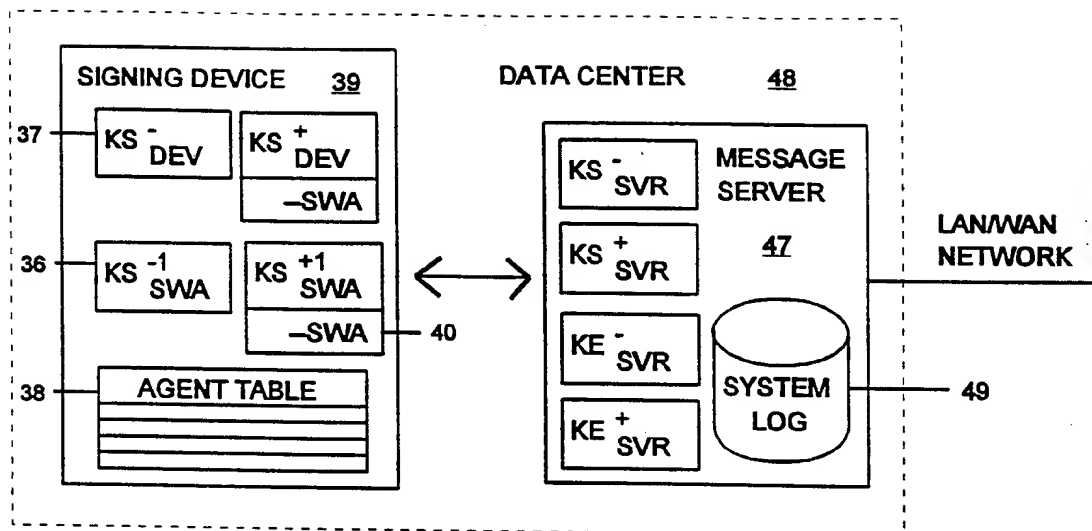 SIGNING DEVICE 39
37
KS - DEV
KS + DEV
–SWA
36
KS -1 SWA
KS +1 SWA
–SWA
40
38
AGENT TABLE
DATA CENTER 48
KS - SVR
KS + SVR
KE - SVR
KE + SVR
MESSAGE
SERVER
47
SYSTEM
LOG
49
LAN/WAN
NETWORK